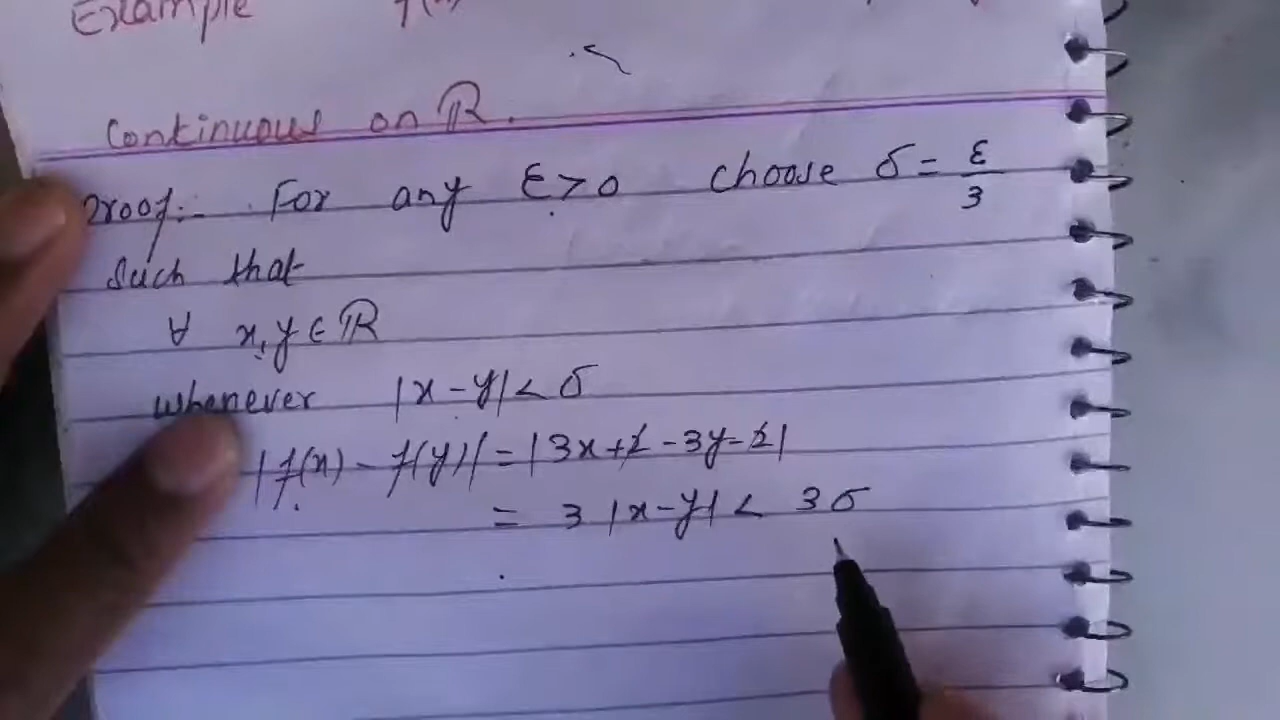 Example f(x)
Continuous on ℝ.
Proof:- For any ε>0 choose δ = ε/3
Such that
∀ x, y ∈ ℝ
whenever |x-y| < δ
|f(x) - f(y)| = |3x+2-3y-2|
= 3|x-y| < 3δ